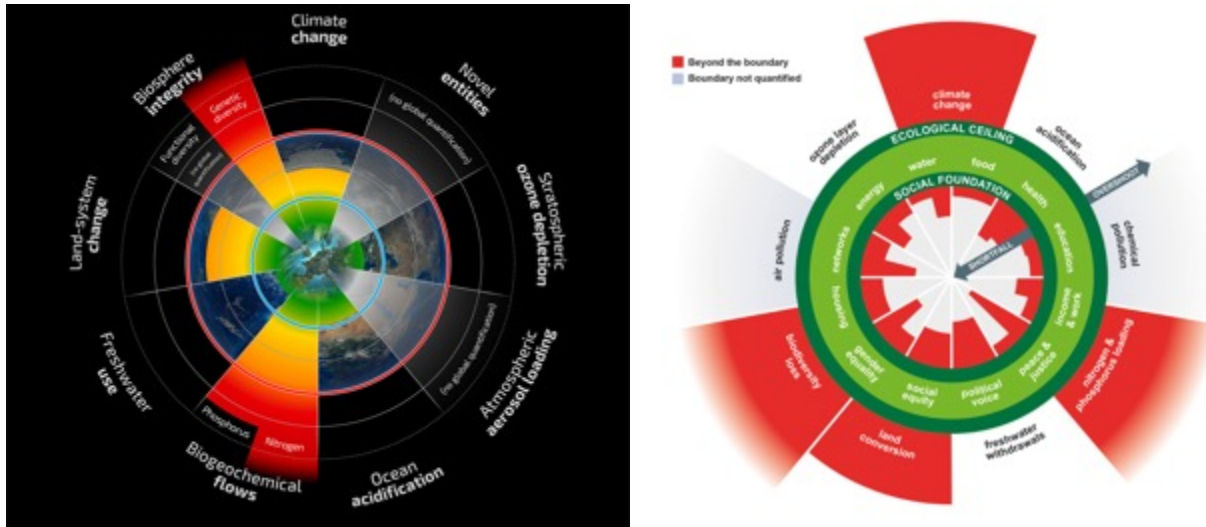 Climate
change
Biosphere
integrity
Novel
entities
Genetic
diversity
Functional
diversity
(no global quantification)
(no global
quantification)
Land-system
change
Stratospheric
ozone depletion
Freshwater
use
(no global quantification)
Atmospheric
aerosol loading
Phosphorus
Nitrogen
Biogeochemical
flows
Ocean
acidification
Beyond the boundary
Boundary not quantified
climate
change
ozone layer
depletion
ocean
acidification
ECOLOGICAL CEILING
OVERSHOOT
water
food
energy
health
SOCIAL FOUNDATION
networks
education
SHORTFALL
air pollution
chemical
pollution
housing
income
& work
gender
equality
peace &
justice
social
equity
political
voice
biodiversity
loss
nitrogen &
phosphorus loading
land
conversion
freshwater
withdrawals